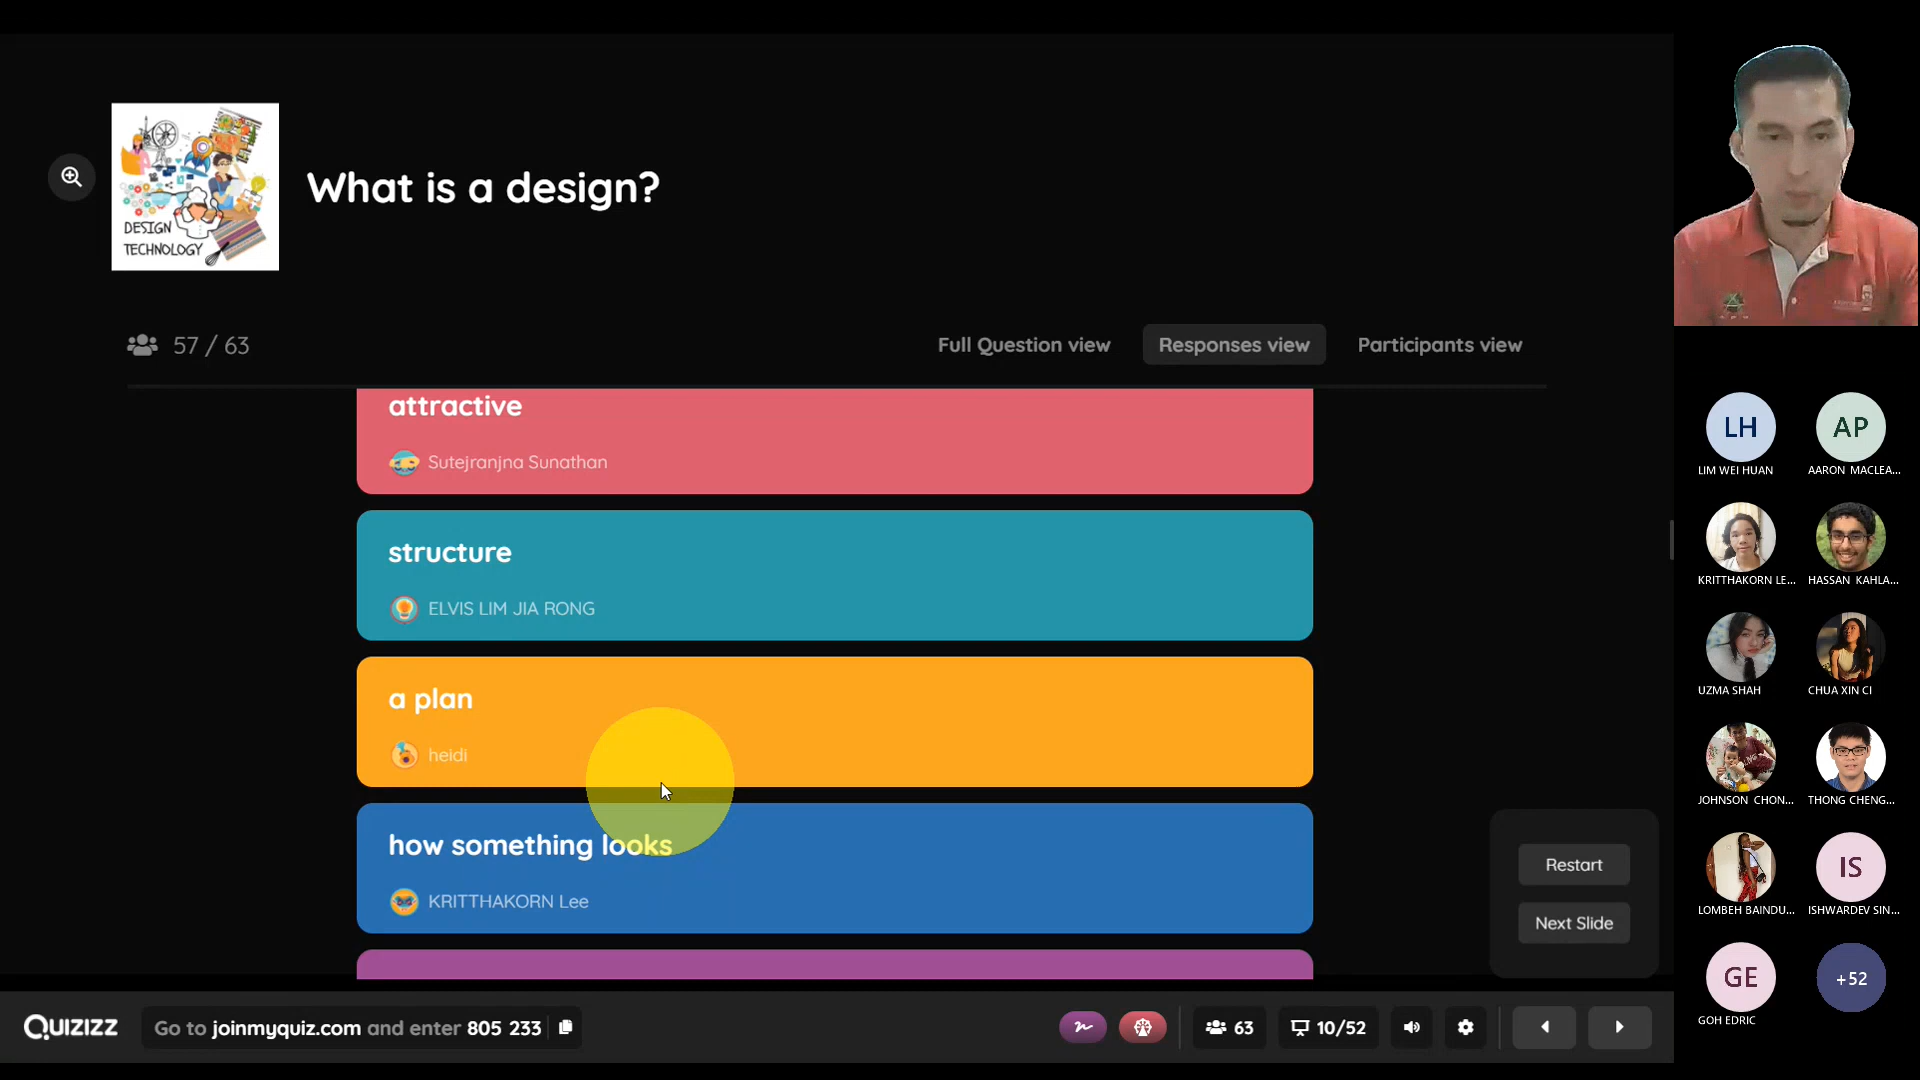 DESIGN
TECHNOLOGY
What is a design?
57 / 63
Full Question view
Responses view
Participants view
attractive
Sutejranjna Sunathan
structure
ELVIS LIM JIA RONG
a plan
heidi
how something looks
KRITTHAKORN Lee
Restart
Next Slide
QUIZIZZ
Go to joinmyquiz.com and enter 805 233
63
10/52
LH
AP
LIM WEI HUAN
AARON MACLEA...
KRITTHAKORN LE...
HASSAN KAHLA...
UZMA SHAH
CHUA XIN CI
JOHNSON CHON...
THONG CHENG...
IS
LOMBEH BAINDU...
ISHWARDEV SIN...
GE
+52
GOH EDRIC